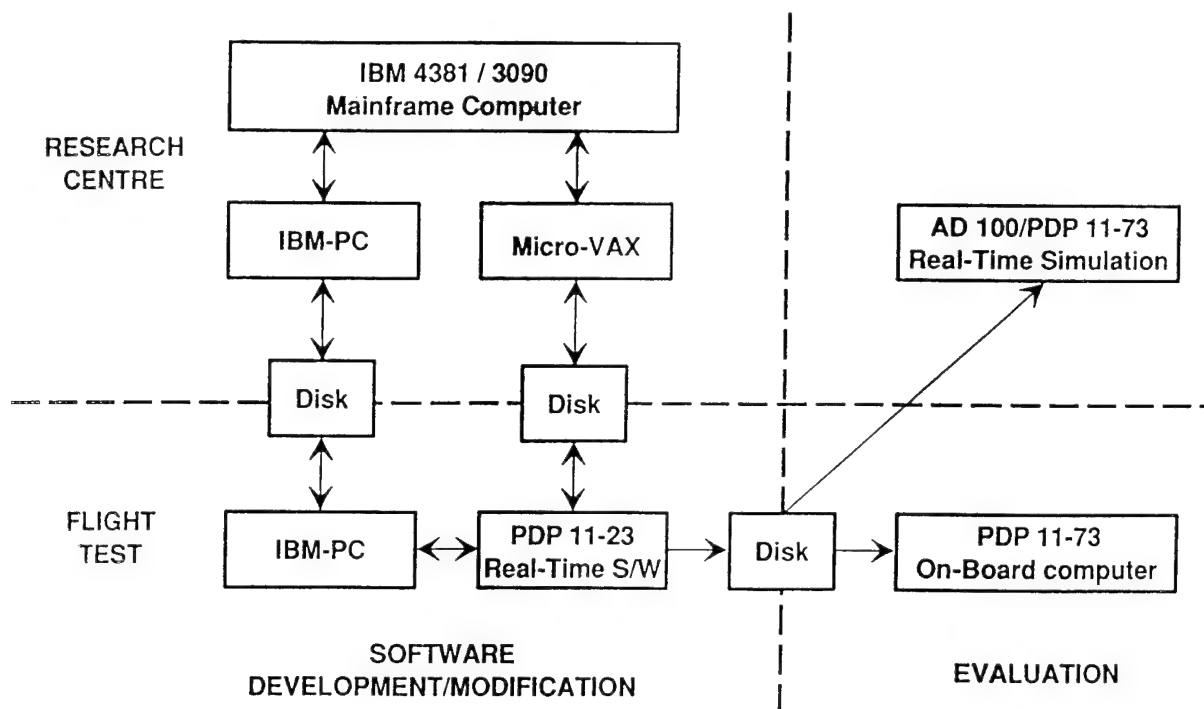 IBM 4381 / 3090
Mainframe Computer
RESEARCH
CENTRE
IBM-PC
Micro-VAX
AD 100/PDP 11-73
Real-Time Simulation
Disk
Disk
FLIGHT
TEST
IBM-PC
PDP 11-23
Real-Time S/W
Disk
PDP 11-73
On-Board computer
SOFTWARE
DEVELOPMENT/MODIFICATION
EVALUATION